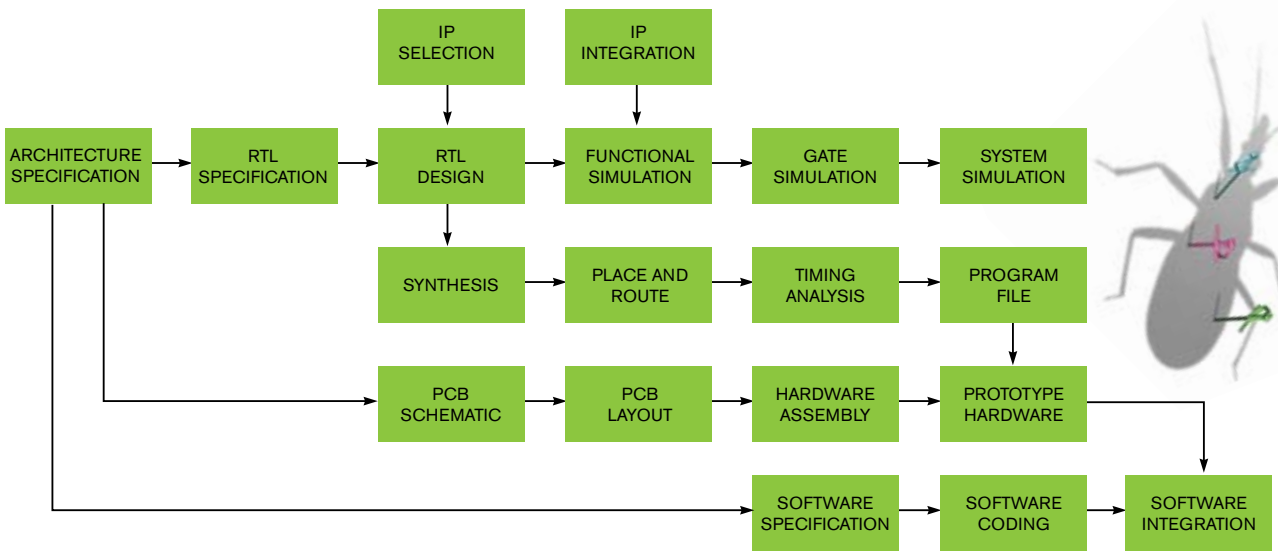 IP
SELECTION
IP
INTEGRATION
ARCHITECTURE
SPECIFICATION
RTL
SPECIFICATION
RTL
DESIGN
FUNCTIONAL
SIMULATION
GATE
SIMULATION
SYSTEM
SIMULATION
SYNTHESIS
PLACE AND
ROUTE
TIMING
ANALYSIS
PROGRAM
FILE
PCB
SCHEMATIC
PCB
LAYOUT
HARDWARE
ASSEMBLY
PROTOTYPE
HARDWARE
SOFTWARE
SPECIFICATION
SOFTWARE
CODING
SOFTWARE
INTEGRATION